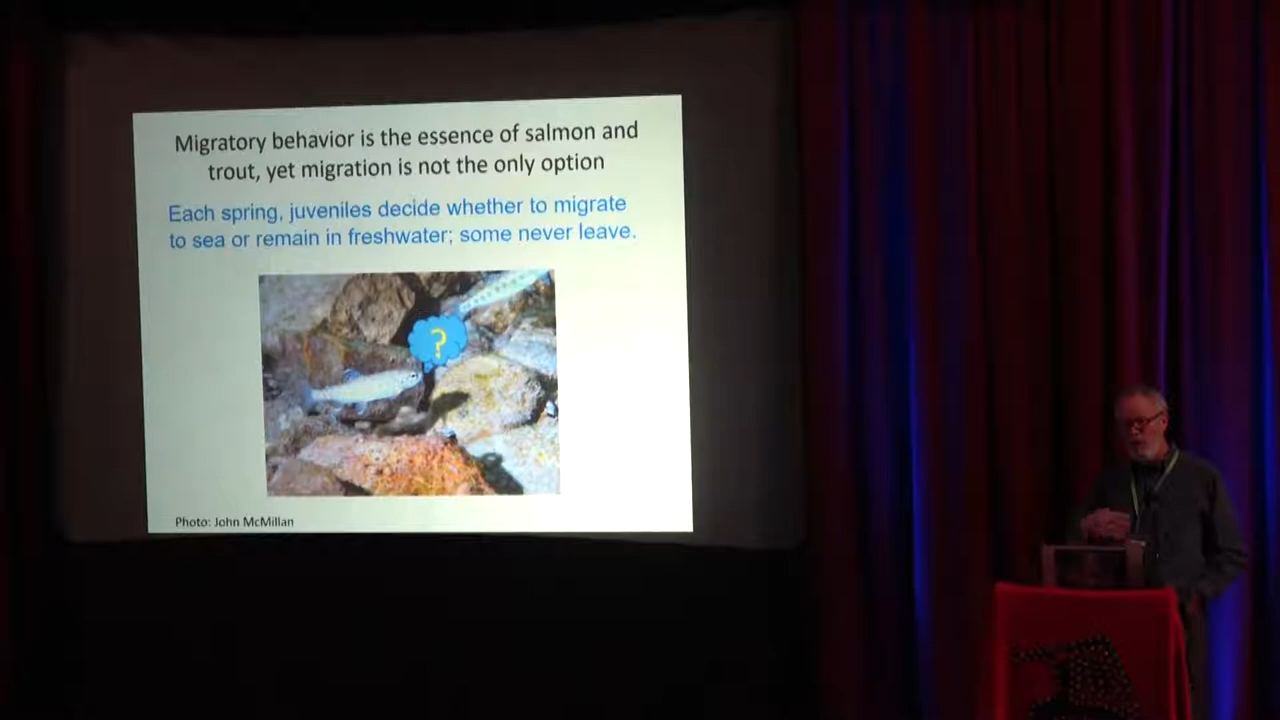 Migratory behavior is the essence of salmon and
trout, yet migration is not the only option
Each spring, juveniles decide whether to migrate
to sea or remain in freshwater; some never leave.
?
Photo: John McMillan